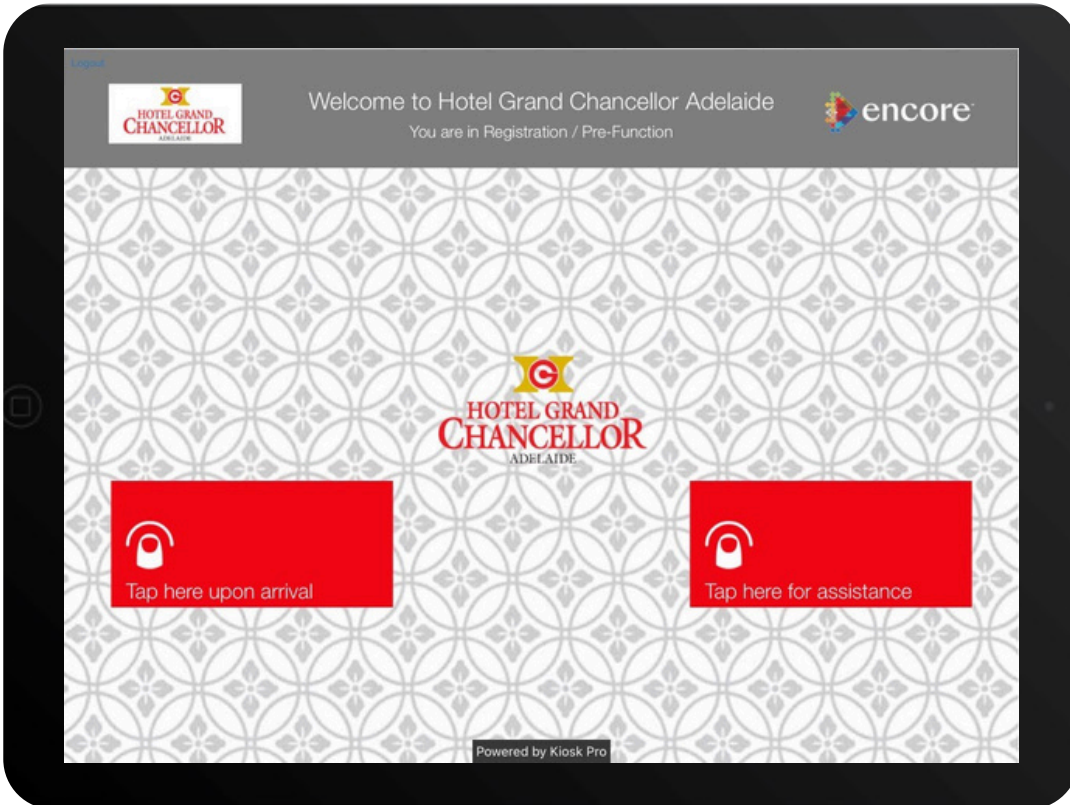 Logout
HOTEL GRAND
CHANCELLOR
ADELAIDE
Welcome to Hotel Grand Chancellor Adelaide
You are in Registration / Pre-Function
encore
HOTEL GRAND
CHANCELLOR
ADELAIDE
Tap here upon arrival
Tap here for assistance
Powered by Kiosk Pro